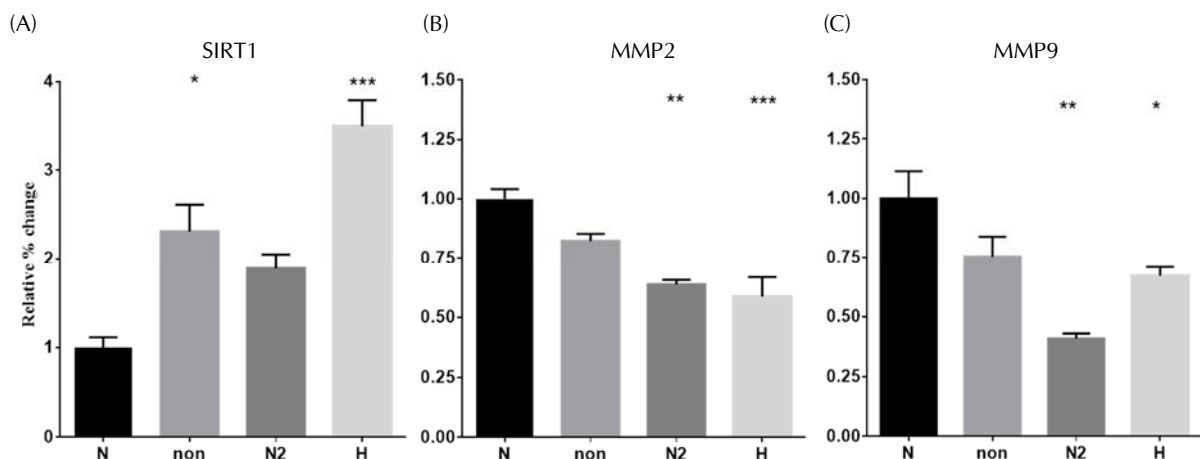 (A)
SIRT1
Relative % change
4
3
2
1
0
* ***
N non N2 H
(B)
MMP2
1.50
1.25
1.00
0.75
0.50
0.25
0.00
** ***
N non N2 H
(C)
MMP9
1.50
1.25
1.00
0.75
0.50
0.25
0.00
** *
N non N2 H